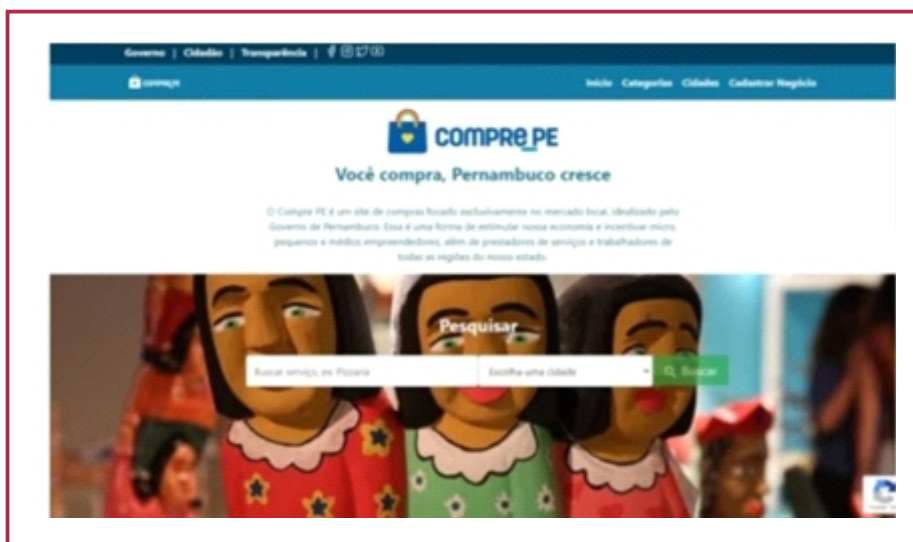 Governo | Cidadão | Transparência |
COMPRE_PE
Início Categorias Cidades Cadastrar Negócio
COMPRE_PE
Você compra, Pernambuco cresce
O Compre PE é um site de compras focado exclusivamente no mercado local, idealizado pelo
Governo de Pernambuco. Essa é uma forma de estimular nossa economia e incentivar micro,
pequenos e médios empreendedores, além de prestadores de serviços e trabalhadores de
todas as regiões do nosso estado.
Pesquisar
Buscar serviço, ex: Pizzaria
Escolha uma cidade
Buscar